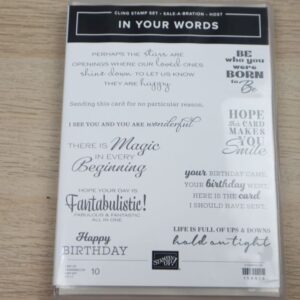 CLING STAMP SET • SALE-A-BRATION • HOST
IN YOUR WORDS
PERHAPS THE stars ARE
OPENINGS WHERE OUR loved ones
shine down TO LET US KNOW
THEY ARE happy
BE
who you
were
BORN
to
Be
Sending this card for no particular reason.
I SEE YOU AND YOU ARE wonderful
HOPE
this CARD
MAKES
YOU
Smile
THERE IS Magic
IN EVERY
Beginning
your BIRTHDAY CAME,
YOUR birthday WENT,
HERE IS THE card
I SHOULD HAVE SENT.
HOPE YOUR DAY IS
Fantabulistic!
FABULOUS & FANTASTIC
ALL IN ONE
Happy
BIRTHDAY
LIFE IS FULL OF UPS & DOWNS
hold on tight
10
STAMPIN' UP!